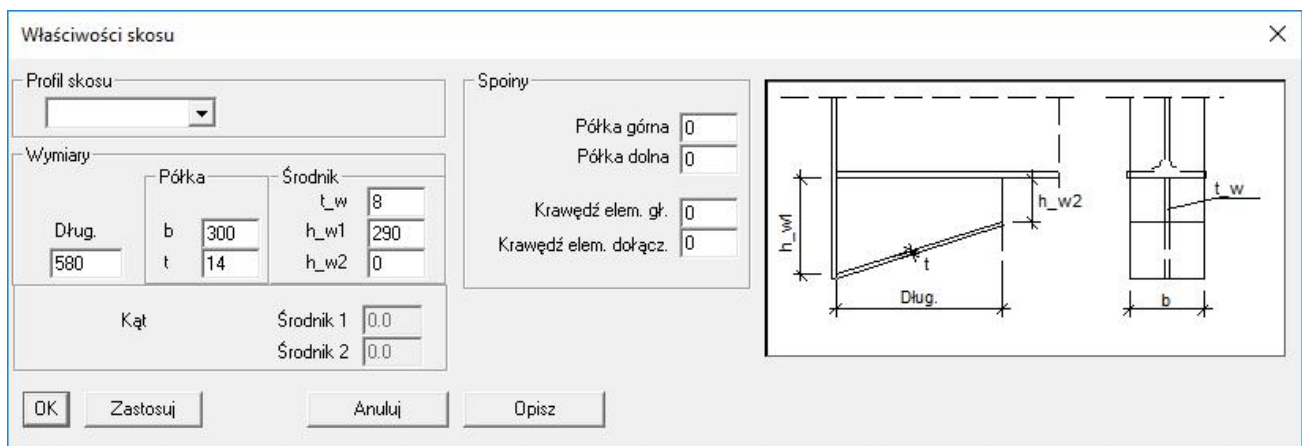 Właściwości skosu
Profil skosu
Wymiary
Dług.
580
Półka
b 300
t 14
Środnik
t_w 8
h_w1 290
h_w2 0
Kąt
Środnik 1 0.0
Środnik 2 0.0
Spoiny
Półka górna 0
Półka dolna 0
Krawędź elem. gł. 0
Krawędź elem. dołącz. 0
h_w1
h_w2
t
Dług.
t_w
b
OK Zastosuj Anuluj Opisz